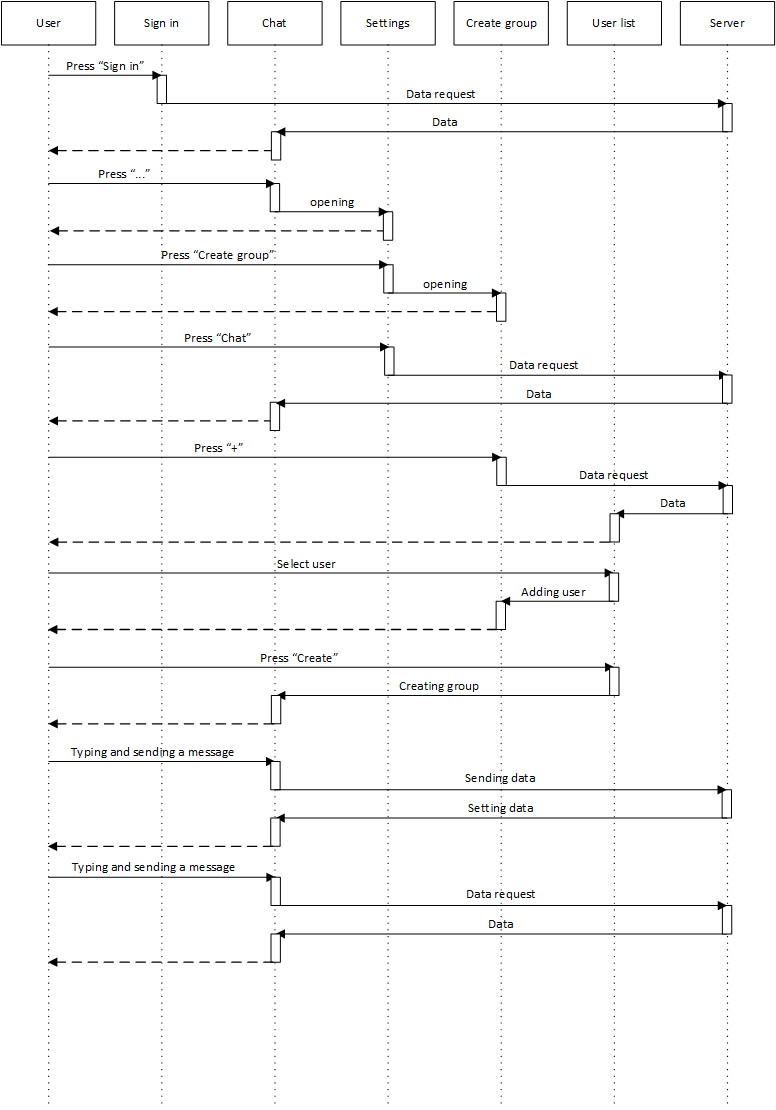 User
Sign in
Chat
Settings
Create group
User list
Server
Press “Sign in”
Data request
Data
Press “...”
opening
Press “Create group”
opening
Press “Chat”
Data request
Data
Press “+”
Data request
Data
Select user
Adding user
Press “Create”
Creating group
Typing and sending a message
Sending data
Setting data
Typing and sending a message
Data request
Data